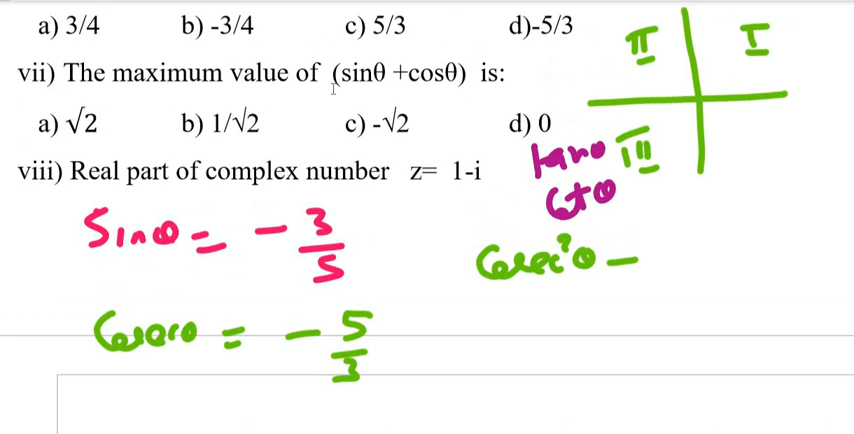 a) 3/4 b) -3/4 c) 5/3 d)-5/3
II I
vii) The maximum value of (sinθ +cosθ) is:
a) √2 b) 1/√2 c) -√2 d) 0
tanθ III
viii) Real part of complex number z= 1-i
Cotθ
Sinθ = - 3/5
Cosec²θ -
Cosecθ = - 5/3